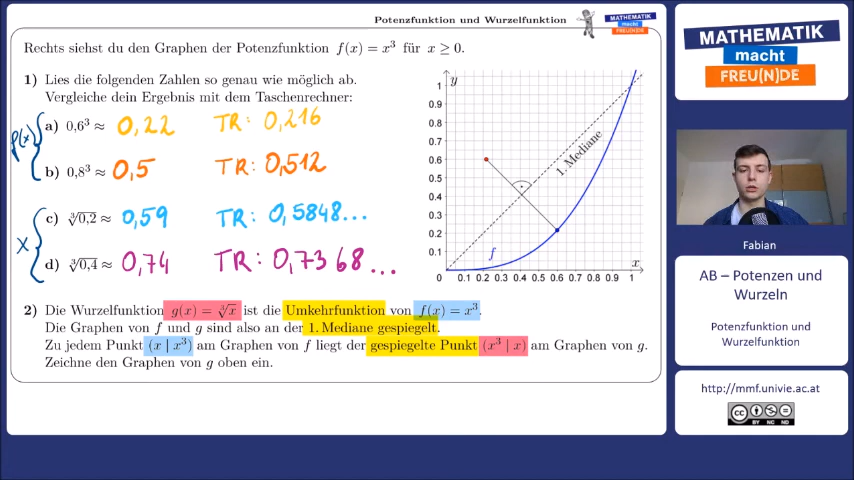 Potenzfunktion und Wurzelfunktion
MATHEMATIK
macht
FREU(N)DE
Rechts siehst du den Graphen der Potenzfunktion f(x) = x³ für x ≥ 0.
1) Lies die folgenden Zahlen so genau wie möglich ab.
Vergleiche dein Ergebnis mit dem Taschenrechner:
f(x)
a) 0,6³ ≈ 0,22 TR: 0,216
b) 0,8³ ≈ 0,5 TR: 0,512
x
c) ∛0,2 ≈ 0,59 TR: 0,5848...
d) ∛0,4 ≈ 0,74 TR: 0,7368...
y
1
0.9
0.8
0.7
0.6
0.5
0.4
0.3
0.2
0.1
1. Mediane
f
x
0 0.1 0.2 0.3 0.4 0.5 0.6 0.7 0.8 0.9 1
2) Die Wurzelfunktion g(x) = ∛x ist die Umkehrfunktion von f(x) = x³.
Die Graphen von f und g sind also an der 1. Mediane gespiegelt.
Zu jedem Punkt (x | x³) am Graphen von f liegt der gespiegelte Punkt (x³ | x) am Graphen von g.
Zeichne den Graphen von g oben ein.
MATHEMATIK
macht
FREU(N)DE
Fabian
AB – Potenzen und
Wurzeln
Potenzfunktion und
Wurzelfunktion
http://mmf.univie.ac.at
CC
BY NC ND